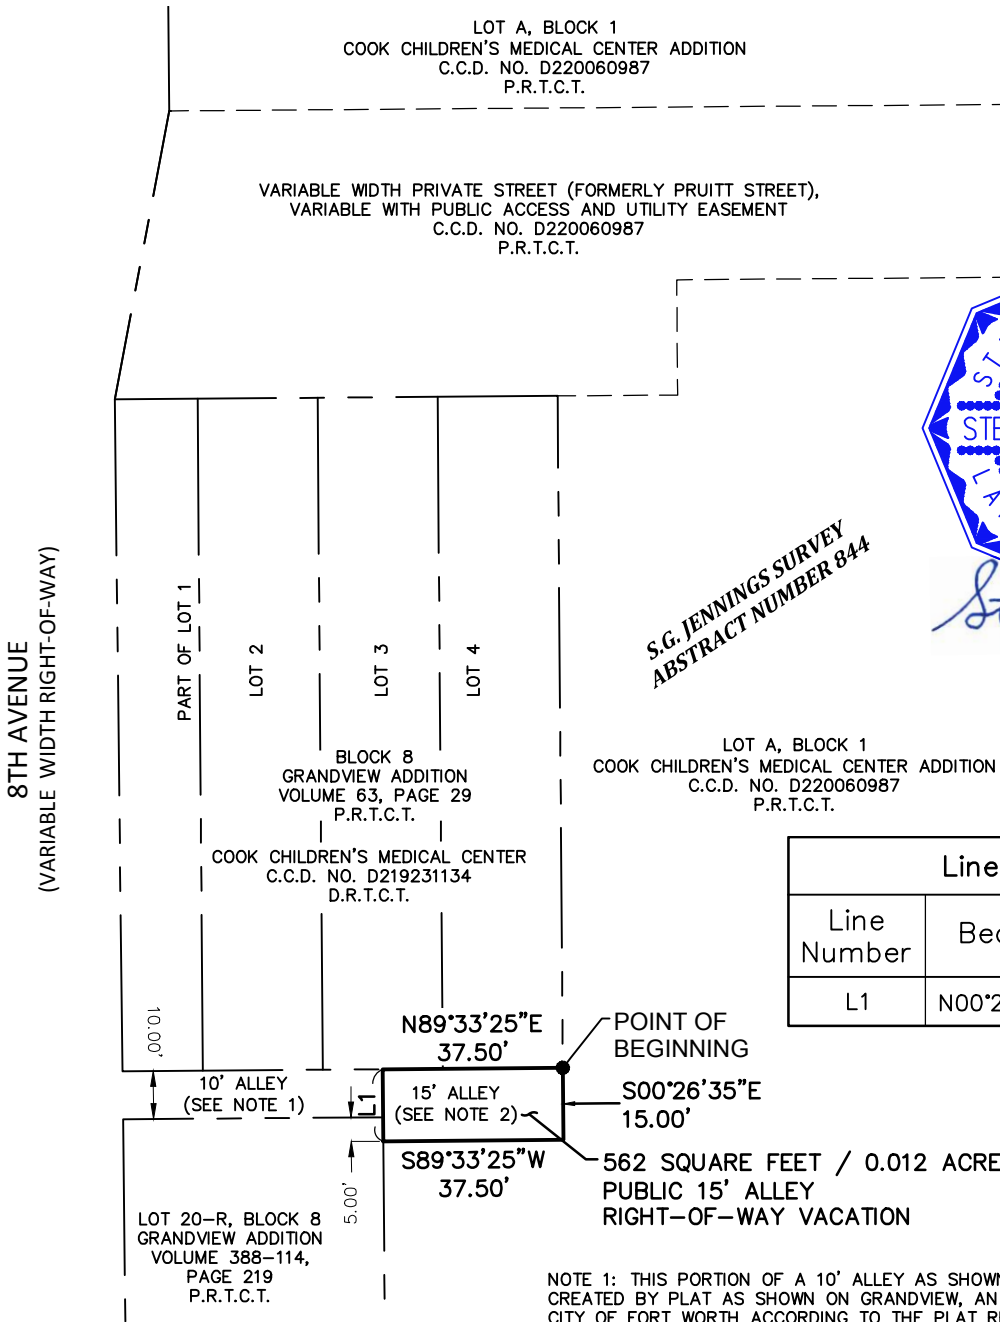 LOT A, BLOCK 1
COOK CHILDREN'S MEDICAL CENTER ADDITION
C.C.D. NO. D220060987
P.R.T.C.T.
VARIABLE WIDTH PRIVATE STREET (FORMERLY PRUITT STREET),
VARIABLE WITH PUBLIC ACCESS AND UTILITY EASEMENT
C.C.D. NO. D220060987
P.R.T.C.T.
8TH AVENUE
(VARIABLE WIDTH RIGHT-OF-WAY)
PART OF LOT 1
LOT 2
LOT 3
LOT 4
S.G. JENNINGS SURVEY
ABSTRACT NUMBER 844
BLOCK 8
GRANDVIEW ADDITION
VOLUME 63, PAGE 29
P.R.T.C.T.
COOK CHILDREN'S MEDICAL CENTER
C.C.D. NO. D219231134
D.R.T.C.T.
LOT A, BLOCK 1
COOK CHILDREN'S MEDICAL CENTER ADDITION
C.C.D. NO. D220060987
P.R.T.C.T.
Line
Line
Number
L1
10.00'
N89°33'25"E
37.50'
POINT OF
BEGINNING
10' ALLEY
(SEE NOTE 1)
L1
15' ALLEY
(SEE NOTE 2)
S00°26'35"E
15.00'
S89°33'25"W
37.50'
5.00'
562 SQUARE FEET / 0.012 ACRE
PUBLIC 15' ALLEY
RIGHT-OF-WAY VACATION
LOT 20-R, BLOCK 8
GRANDVIEW ADDITION
VOLUME 388-114,
PAGE 219
P.R.T.C.T.
NOTE 1: THIS PORTION OF A 10' ALLEY AS SHOWN
CREATED BY PLAT AS SHOWN ON GRANDVIEW, AN
CITY OF FORT WORTH ACCORDING TO THE PLAT